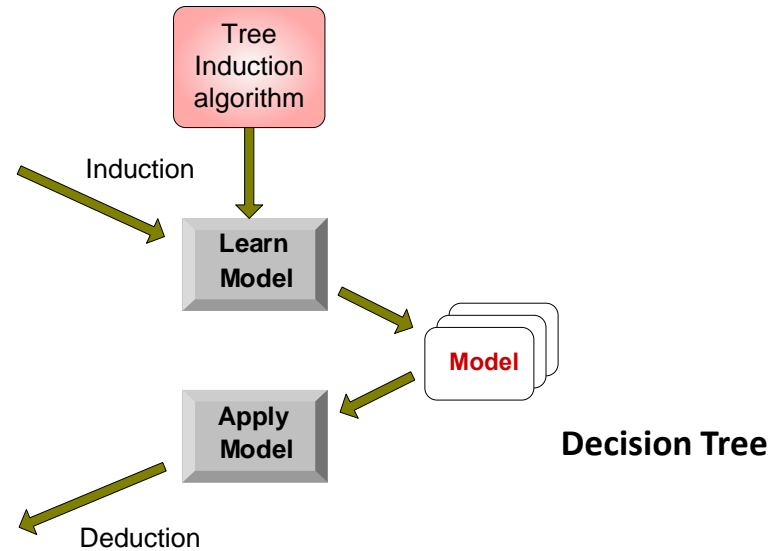 Tree
Induction
algorithm
Induction
Learn
Model
Model
Apply
Model
Decision Tree
Deduction